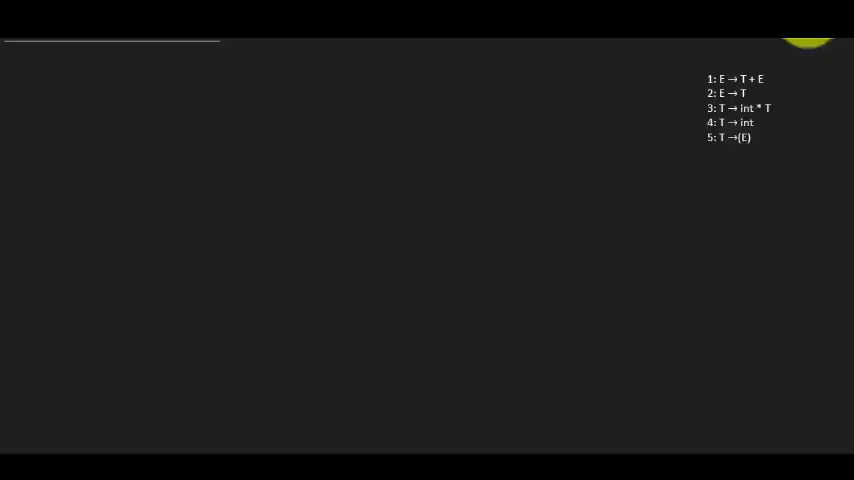 1: E → T + E
2: E → T
3: T → int * T
4: T → int
5: T →(E)